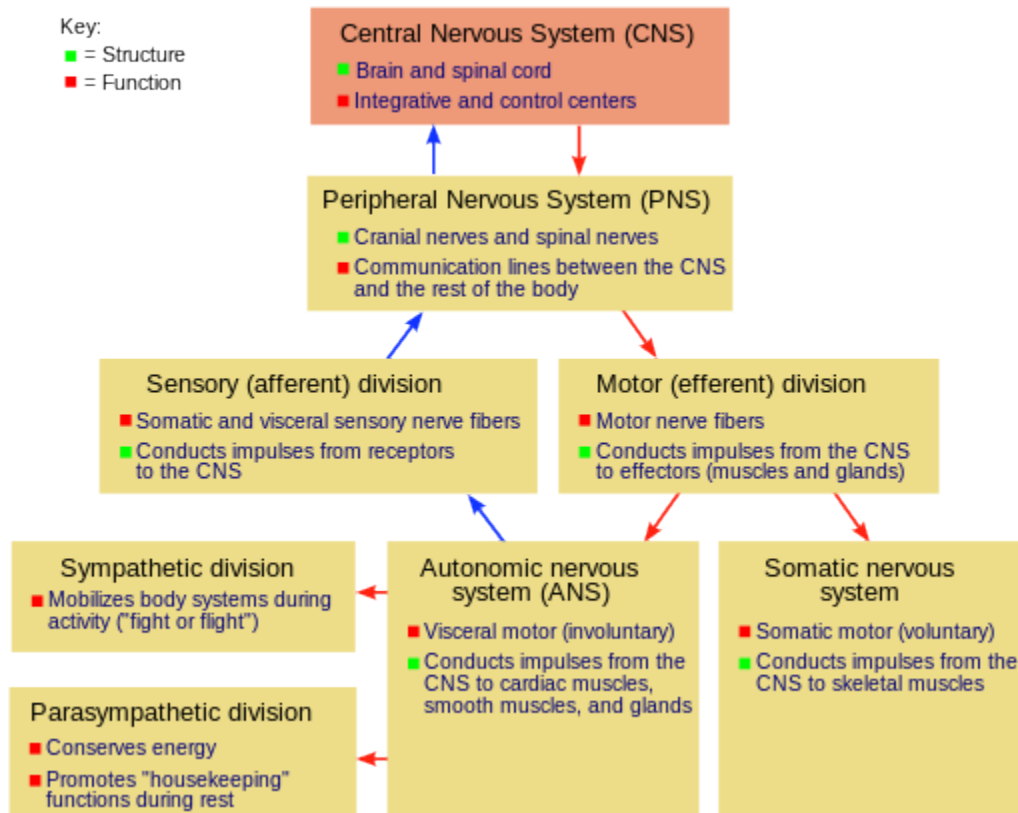 Key:
= Structure
= Function
Central Nervous System (CNS)
Brain and spinal cord
Integrative and control centers
Peripheral Nervous System (PNS)
Cranial nerves and spinal nerves
Communication lines between the CNS
and the rest of the body
Sensory (afferent) division
Somatic and visceral sensory nerve fibers
Conducts impulses from receptors
to the CNS
Motor (efferent) division
Motor nerve fibers
Conducts impulses from the CNS
to effectors (muscles and glands)
Sympathetic division
Mobilizes body systems during
activity ("fight or flight")
Autonomic nervous
system (ANS)
Visceral motor (involuntary)
Conducts impulses from the
CNS to cardiac muscles,
smooth muscles, and glands
Somatic nervous
system
Somatic motor (voluntary)
Conducts impulses from the
CNS to skeletal muscles
Parasympathetic division
Conserves energy
Promotes "housekeeping"
functions during rest